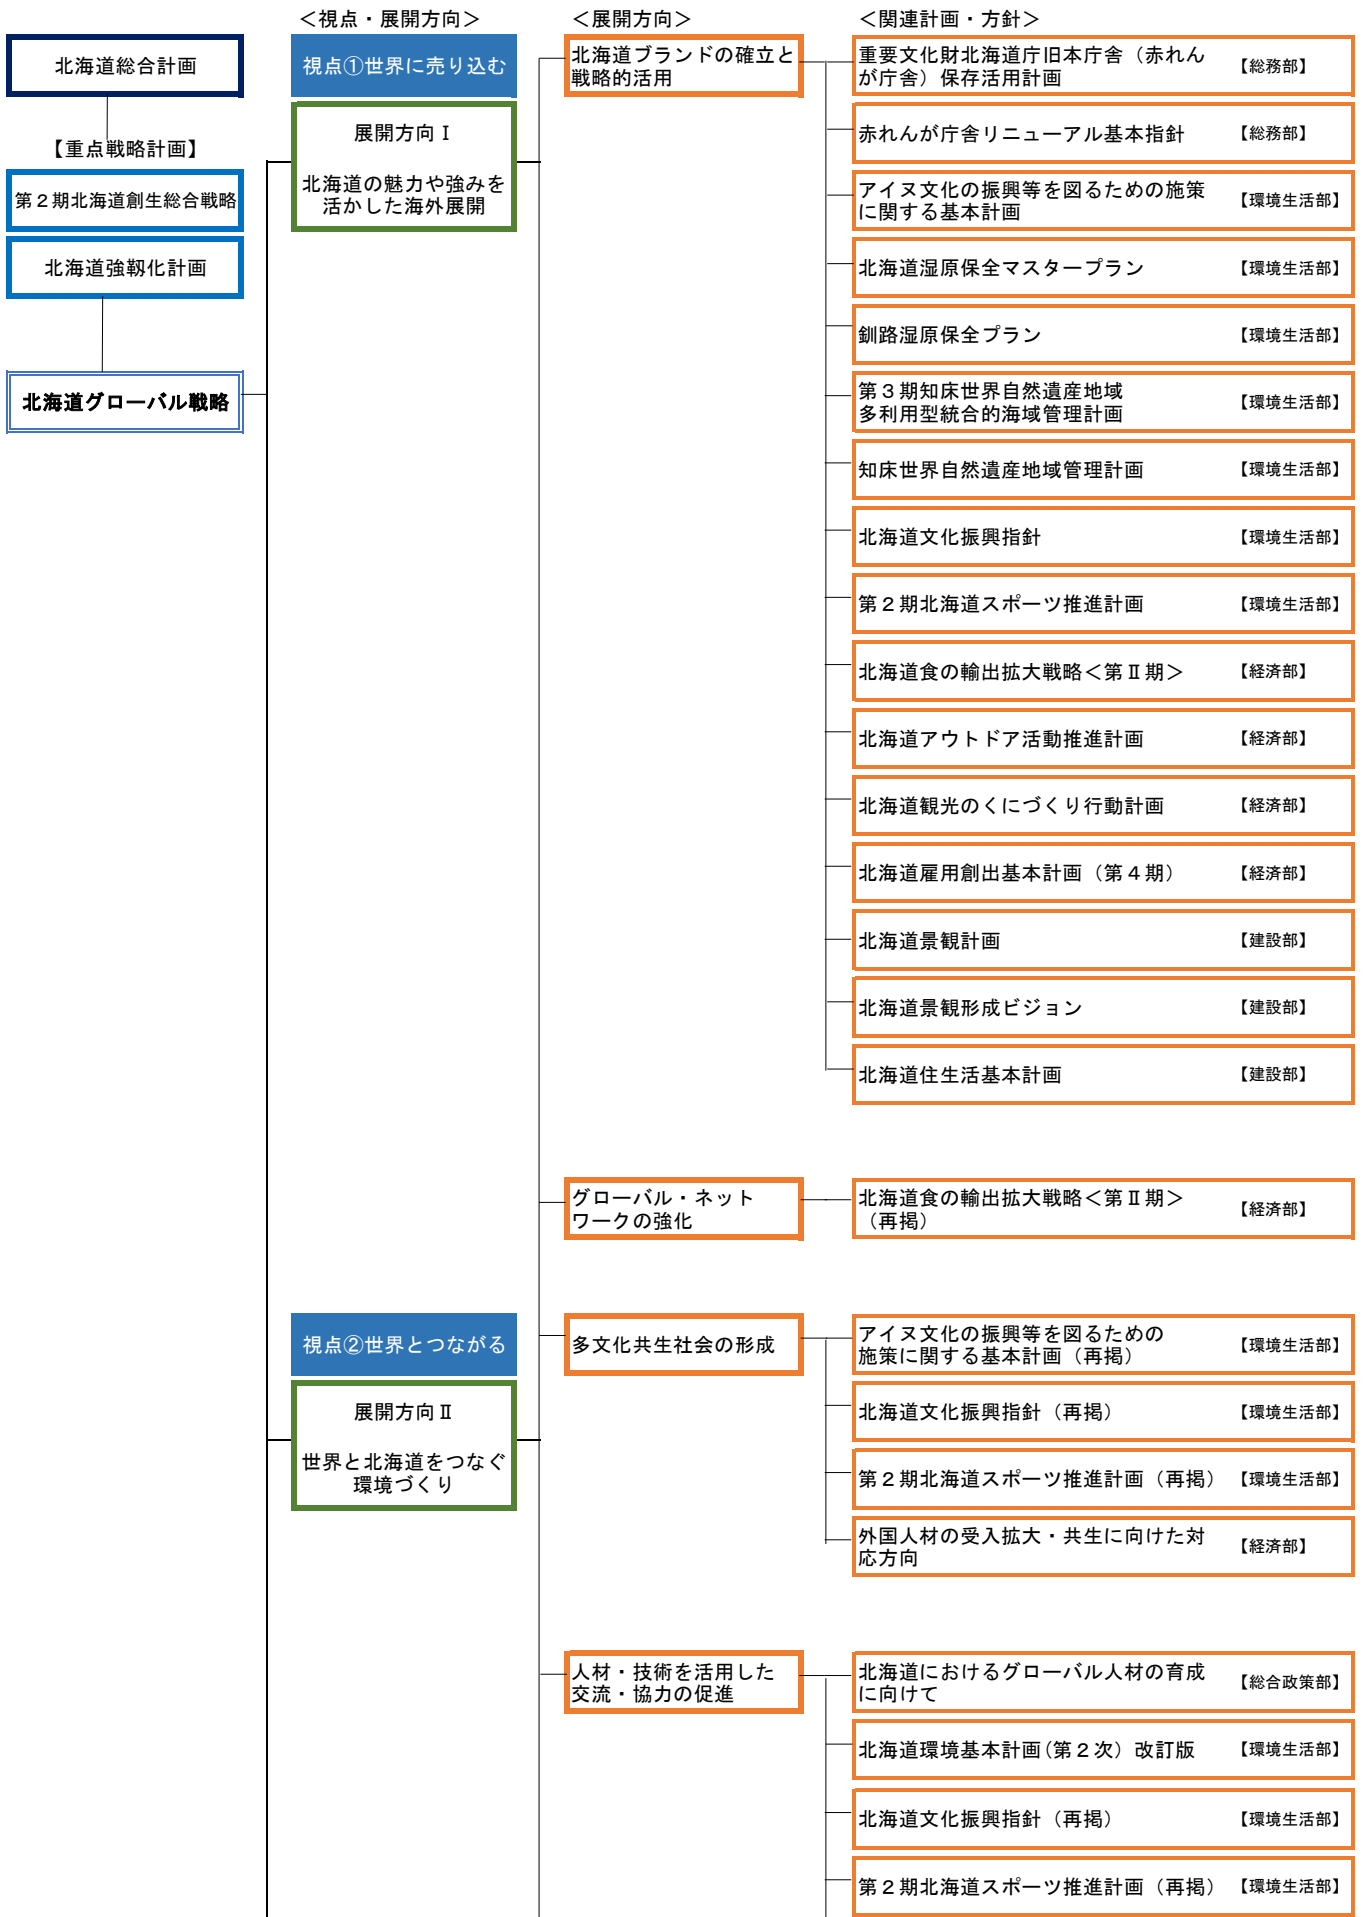 ＜視点・展開方向＞
＜展開方向＞
＜関連計画・方針＞
北海道総合計画
【重点戦略計画】
第２期北海道創生総合戦略
北海道強靱化計画
北海道グローバル戦略
視点①世界に売り込む
展開方向Ⅰ
北海道の魅力や強みを
活かした海外展開
北海道ブランドの確立と
戦略的活用
重要文化財北海道庁旧本庁舎（赤れん
が庁舎）保存活用計画
【総務部】
赤れんが庁舎リニューアル基本指針
【総務部】
アイヌ文化の振興等を図るための施策
に関する基本計画
【環境生活部】
北海道湿原保全マスタープラン
【環境生活部】
釧路湿原保全プラン
【環境生活部】
第３期知床世界自然遺産地域
多利用型統合的海域管理計画
【環境生活部】
知床世界自然遺産地域管理計画
【環境生活部】
北海道文化振興指針
【環境生活部】
第２期北海道スポーツ推進計画
【環境生活部】
北海道食の輸出拡大戦略＜第Ⅱ期＞
【経済部】
北海道アウトドア活動推進計画
【経済部】
北海道観光のくにづくり行動計画
【経済部】
北海道雇用創出基本計画（第４期）
【経済部】
北海道景観計画
【建設部】
北海道景観形成ビジョン
【建設部】
北海道住生活基本計画
【建設部】
グローバル・ネット
ワークの強化
北海道食の輸出拡大戦略＜第Ⅱ期＞
（再掲）
【経済部】
視点②世界とつながる
展開方向Ⅱ
世界と北海道をつなぐ
環境づくり
多文化共生社会の形成
アイヌ文化の振興等を図るための
施策に関する基本計画（再掲）
【環境生活部】
北海道文化振興指針（再掲）
【環境生活部】
第２期北海道スポーツ推進計画（再掲）
【環境生活部】
外国人材の受入拡大・共生に向けた対
応方向
【経済部】
人材・技術を活用した
交流・協力の促進
北海道におけるグローバル人材の育成
に向けて
【総合政策部】
北海道環境基本計画(第２次）改訂版
【環境生活部】
北海道文化振興指針（再掲）
【環境生活部】
第２期北海道スポーツ推進計画（再掲）
【環境生活部】